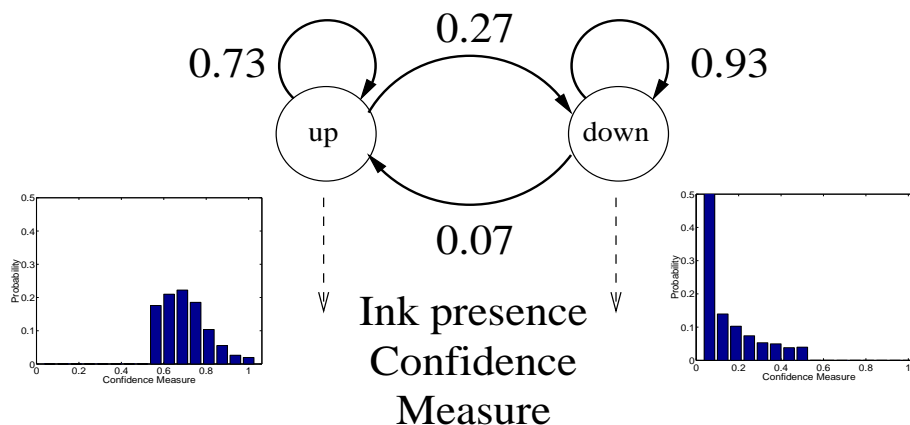 0.27
0.73
0.93
up
down
0.07
Ink presence
Confidence
Measure
0.5
0.4
0.3
0.2
0.1
0
Probability
0 0.2 0.4 0.6 0.8 1
Confidence Measure
0.5
0.4
0.3
0.2
0.1
0
Probability
0 0.2 0.4 0.6 0.8 1
Confidence Measure